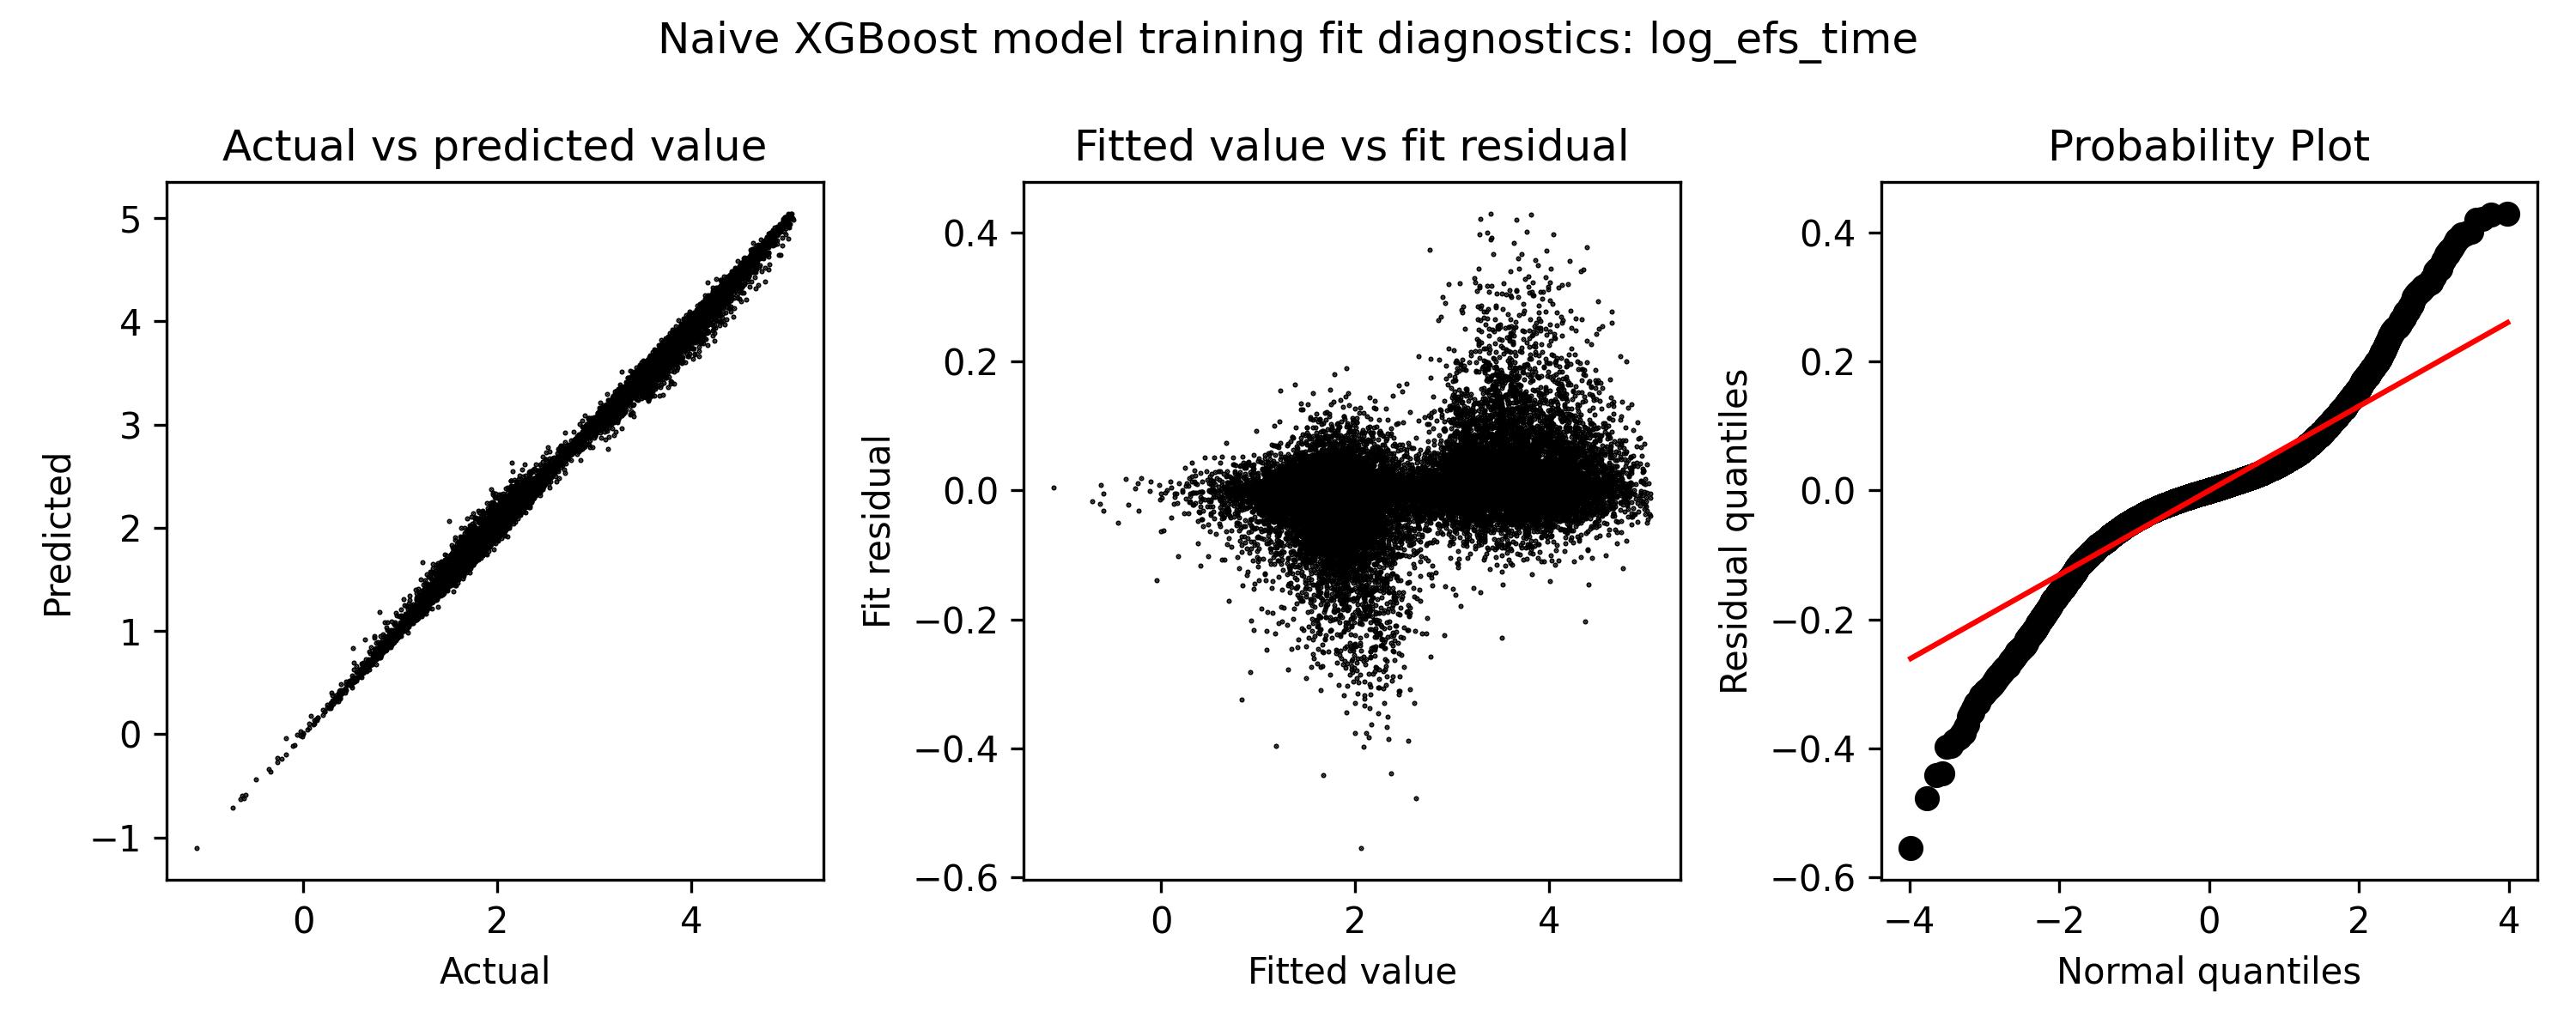 Naive XGBoost model training fit diagnostics: log_efs_time
Actual vs predicted value
5
4
3
2
1
0
−1
Predicted
0 2 4
Actual
Fitted value vs fit residual
0.4
0.2
0.0
−0.2
−0.4
−0.6
Fit residual
0 2 4
Fitted value
Probability Plot
0.4
0.2
0.0
−0.2
−0.4
−0.6
Residual quantiles
−4 −2 0 2 4
Normal quantiles